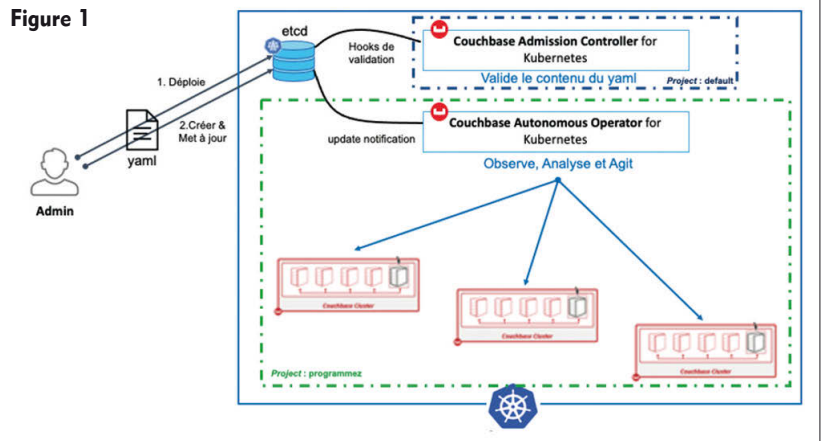 Figure 1
etcd
Hooks de
validation
Couchbase Admission Controller for
Kubernetes
Valide le contenu du yaml
Project : default
1. Déploie
2.Créer &
Met à jour
yaml
Admin
update notification
Couchbase Autonomous Operator for
Kubernetes
Observe, Analyse et Agit
Couchbase Cluster
Couchbase Cluster
Couchbase Cluster
Project : programmez